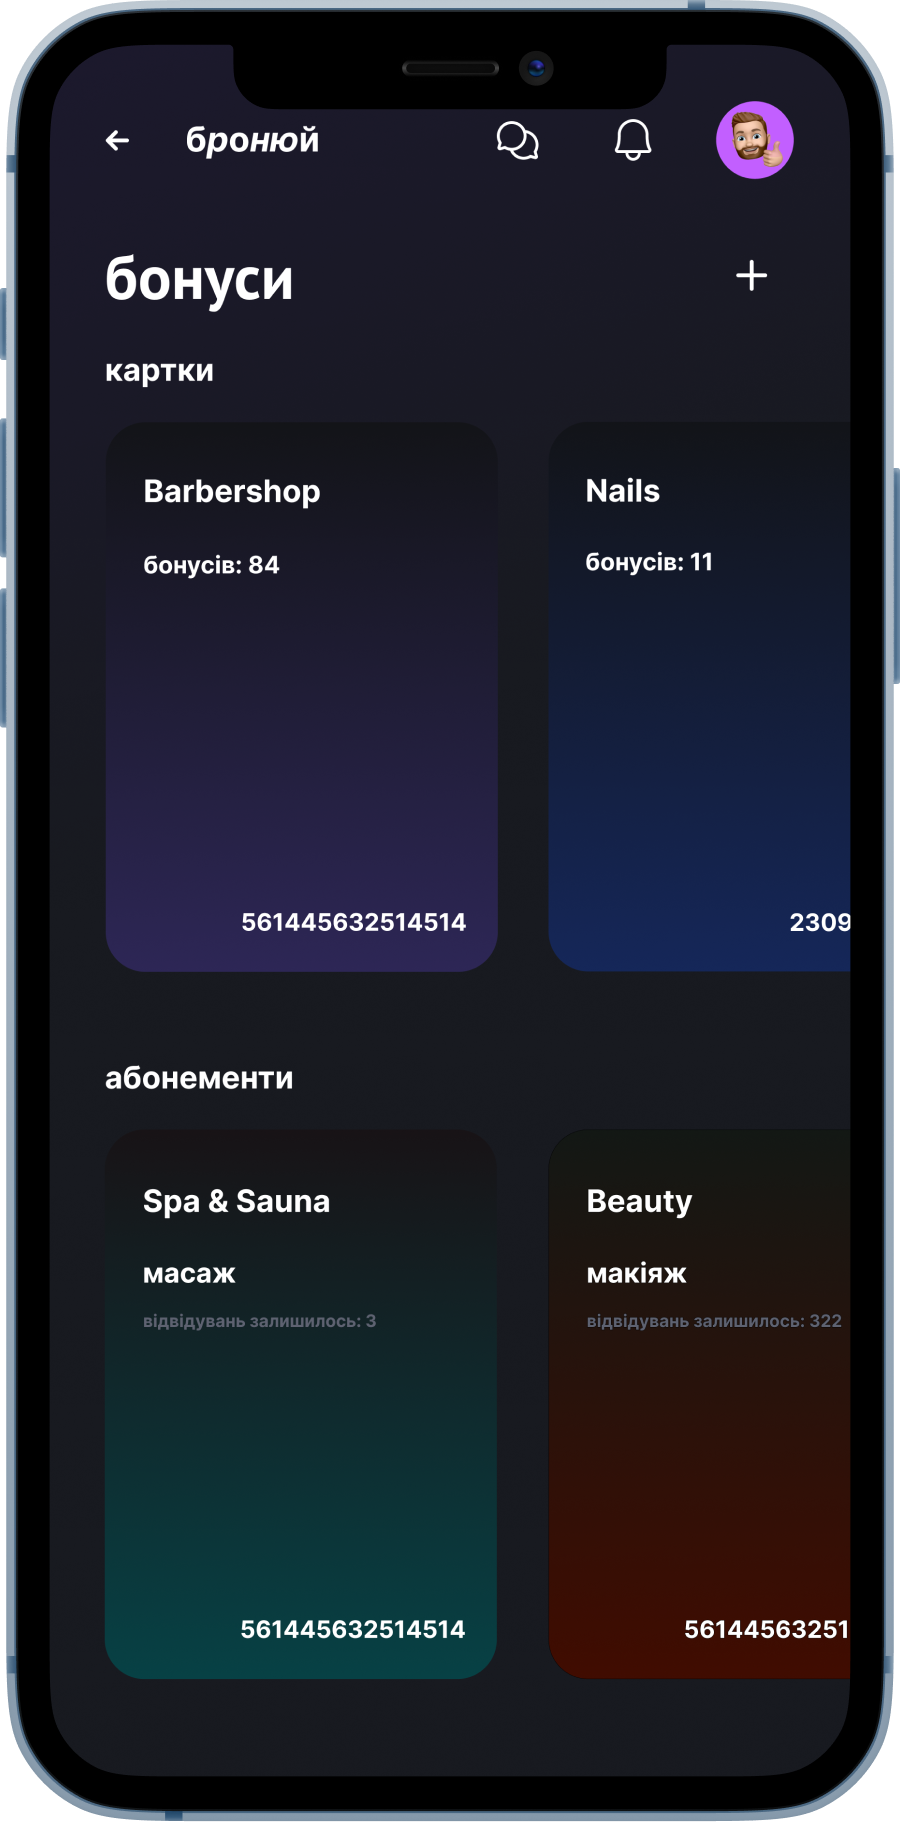 бронюй
бонуси
картки
Barbershop
бонусів: 84
561445632514514
Nails
бонусів: 11
2309
абонементи
Spa & Sauna
масаж
відвідувань залишилось: 3
561445632514514
Beauty
макіяж
відвідувань залишилось: 322
56144563251